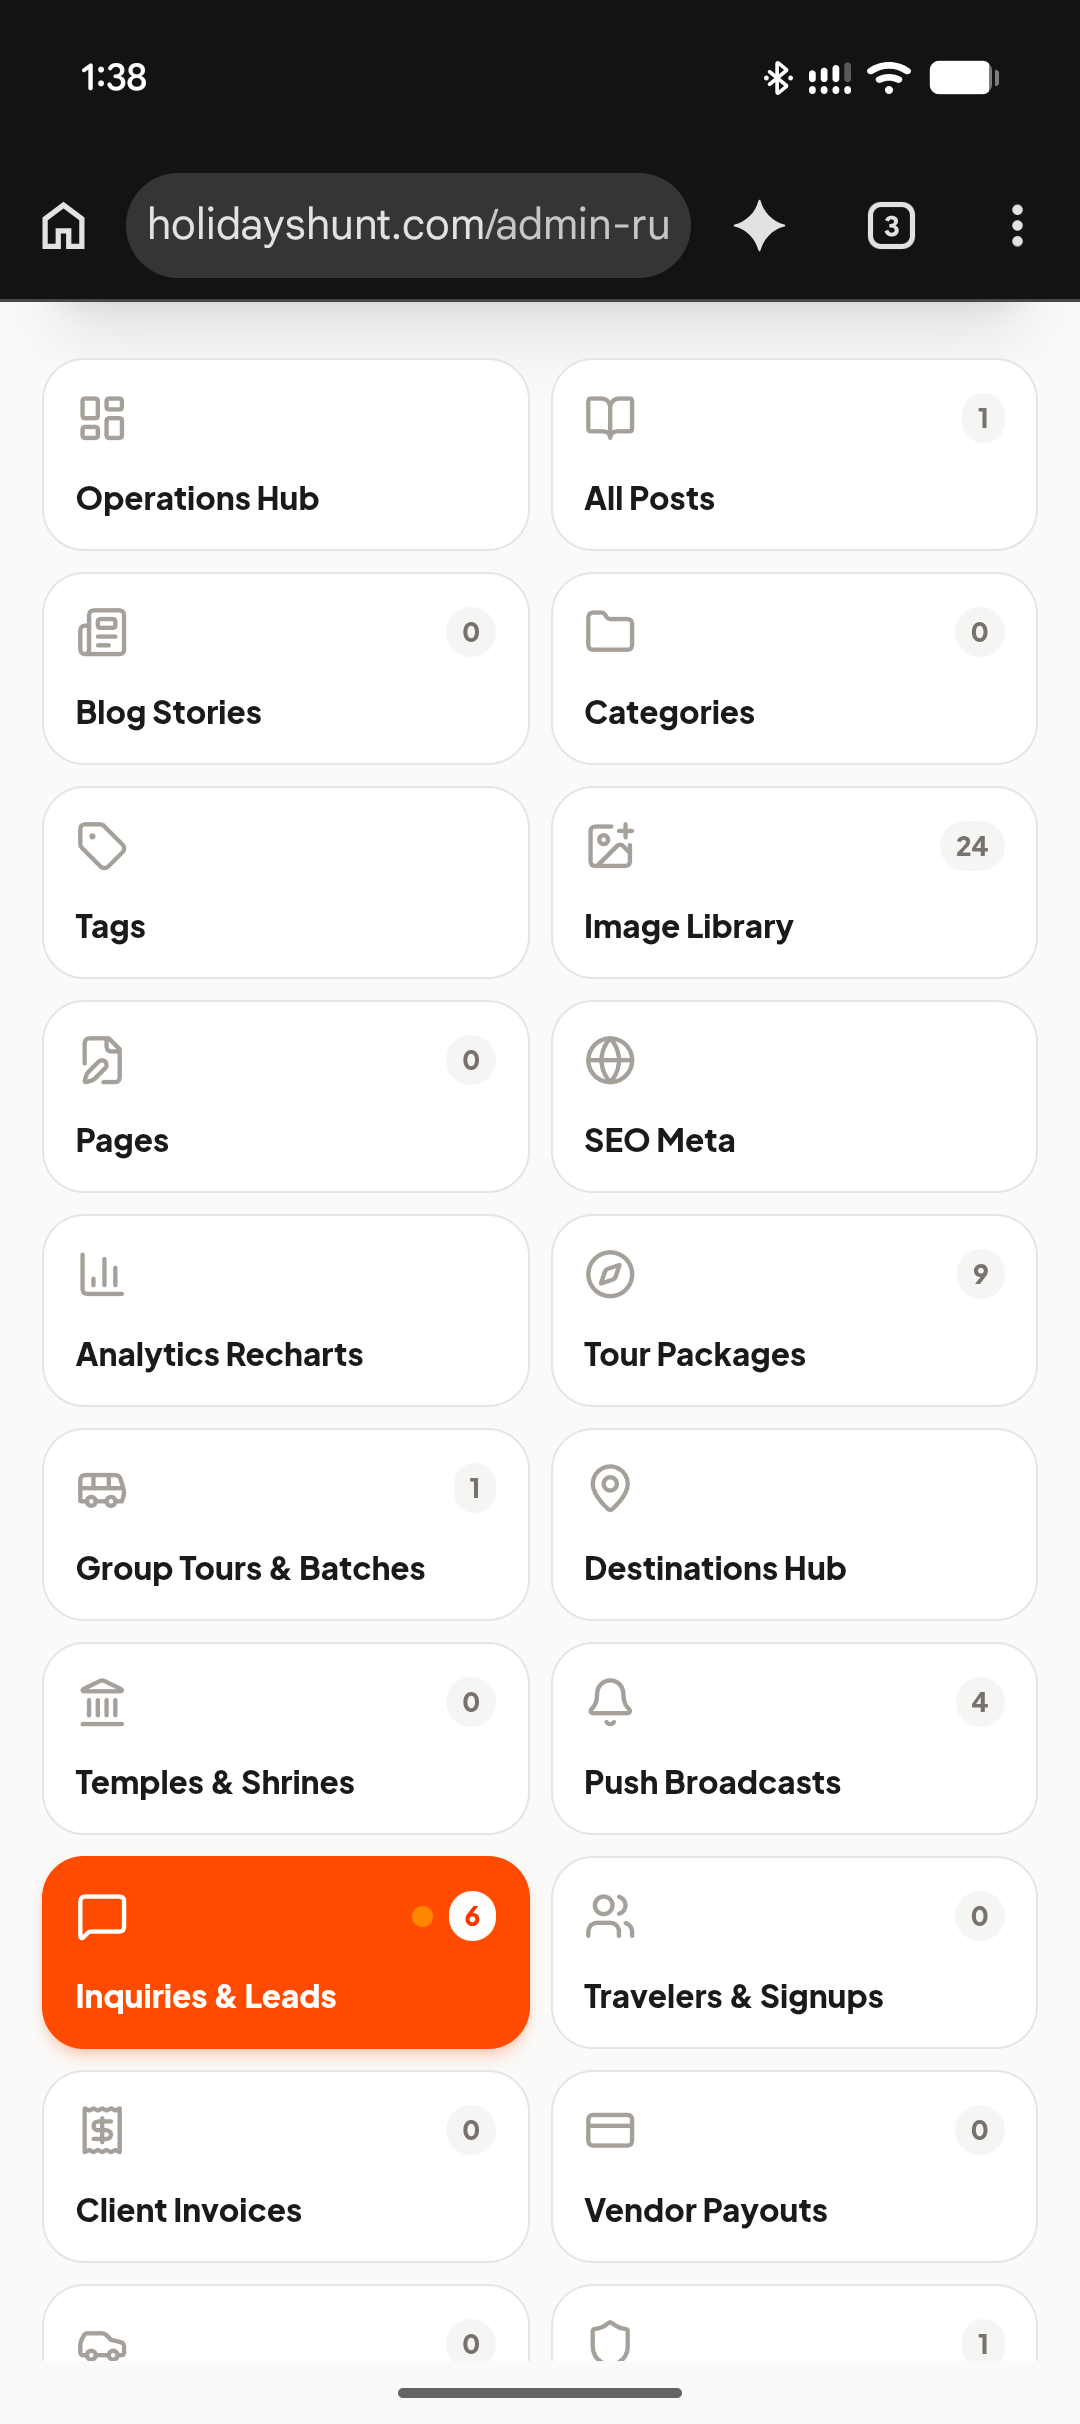 1:38
holidayshunt.com/admin-ru
3
Operations Hub
1
All Posts
0
Blog Stories
0
Categories
Tags
24
Image Library
0
Pages
SEO Meta
Analytics Recharts
9
Tour Packages
1
Group Tours & Batches
Destinations Hub
0
Temples & Shrines
4
Push Broadcasts
6
Inquiries & Leads
0
Travelers & Signups
0
Client Invoices
0
Vendor Payouts
0
1